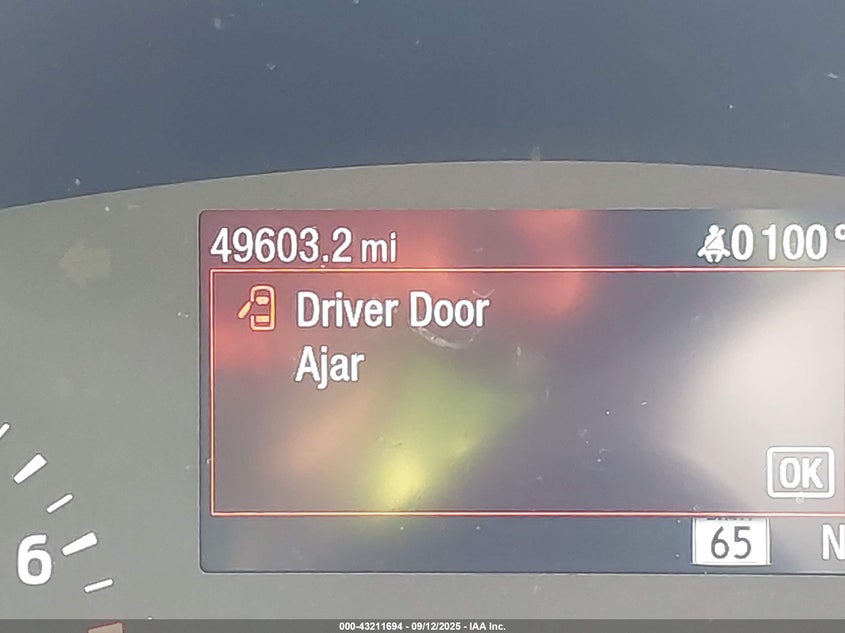 49603.2 mi 0 100°
Driver Door
Ajar
OK
65 N
6
000-43211694 - 09/12/2025 - IAA Inc.